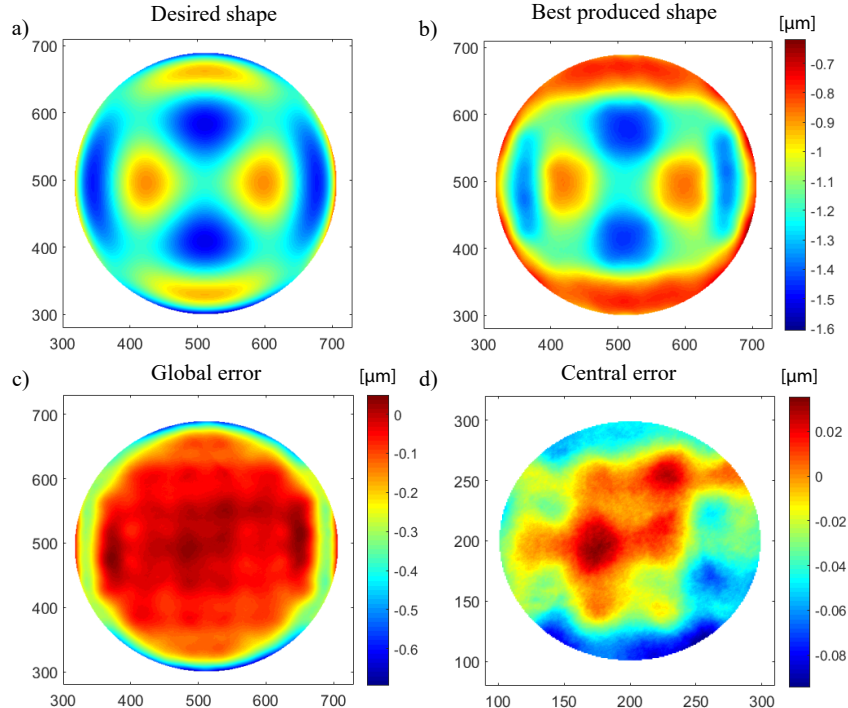 Desired shape
Best produced shape
a)
b)
[μm]
700
600
500
400
300
300 400 500 600 700
700
600
500
400
300
300 400 500 600 700
-0.7
-0.8
-0.9
-1
-1.1
-1.2
-1.3
-1.4
-1.5
-1.6
c)
Global error
[μm]
d)
Central error
[μm]
700
600
500
400
300
300 400 500 600 700
0
-0.1
-0.2
-0.3
-0.4
-0.5
-0.6
300
250
200
150
100
100 150 200 250 300
0.02
0
-0.02
-0.04
-0.06
-0.08